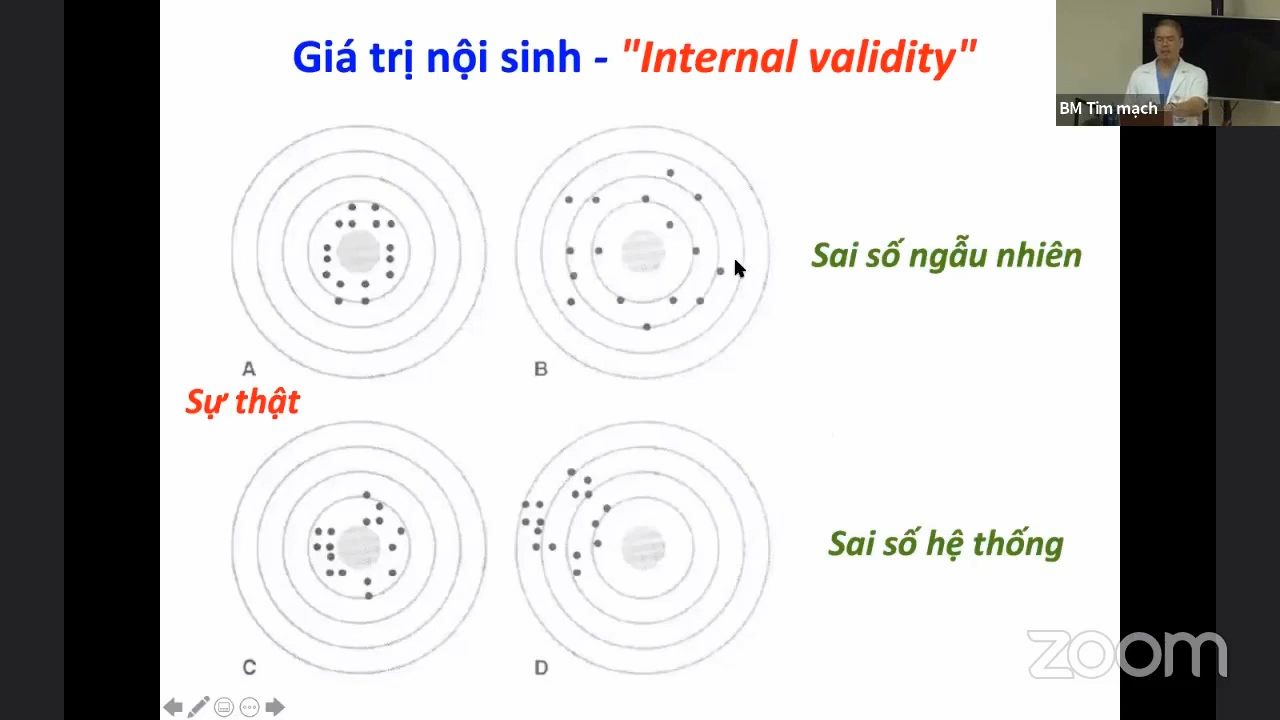 Giá trị nội sinh - "Internal validity"
BM Tim mạch
Sai số ngẫu nhiên
A
B
Sự thật
Sai số hệ thống
C
D
zoom